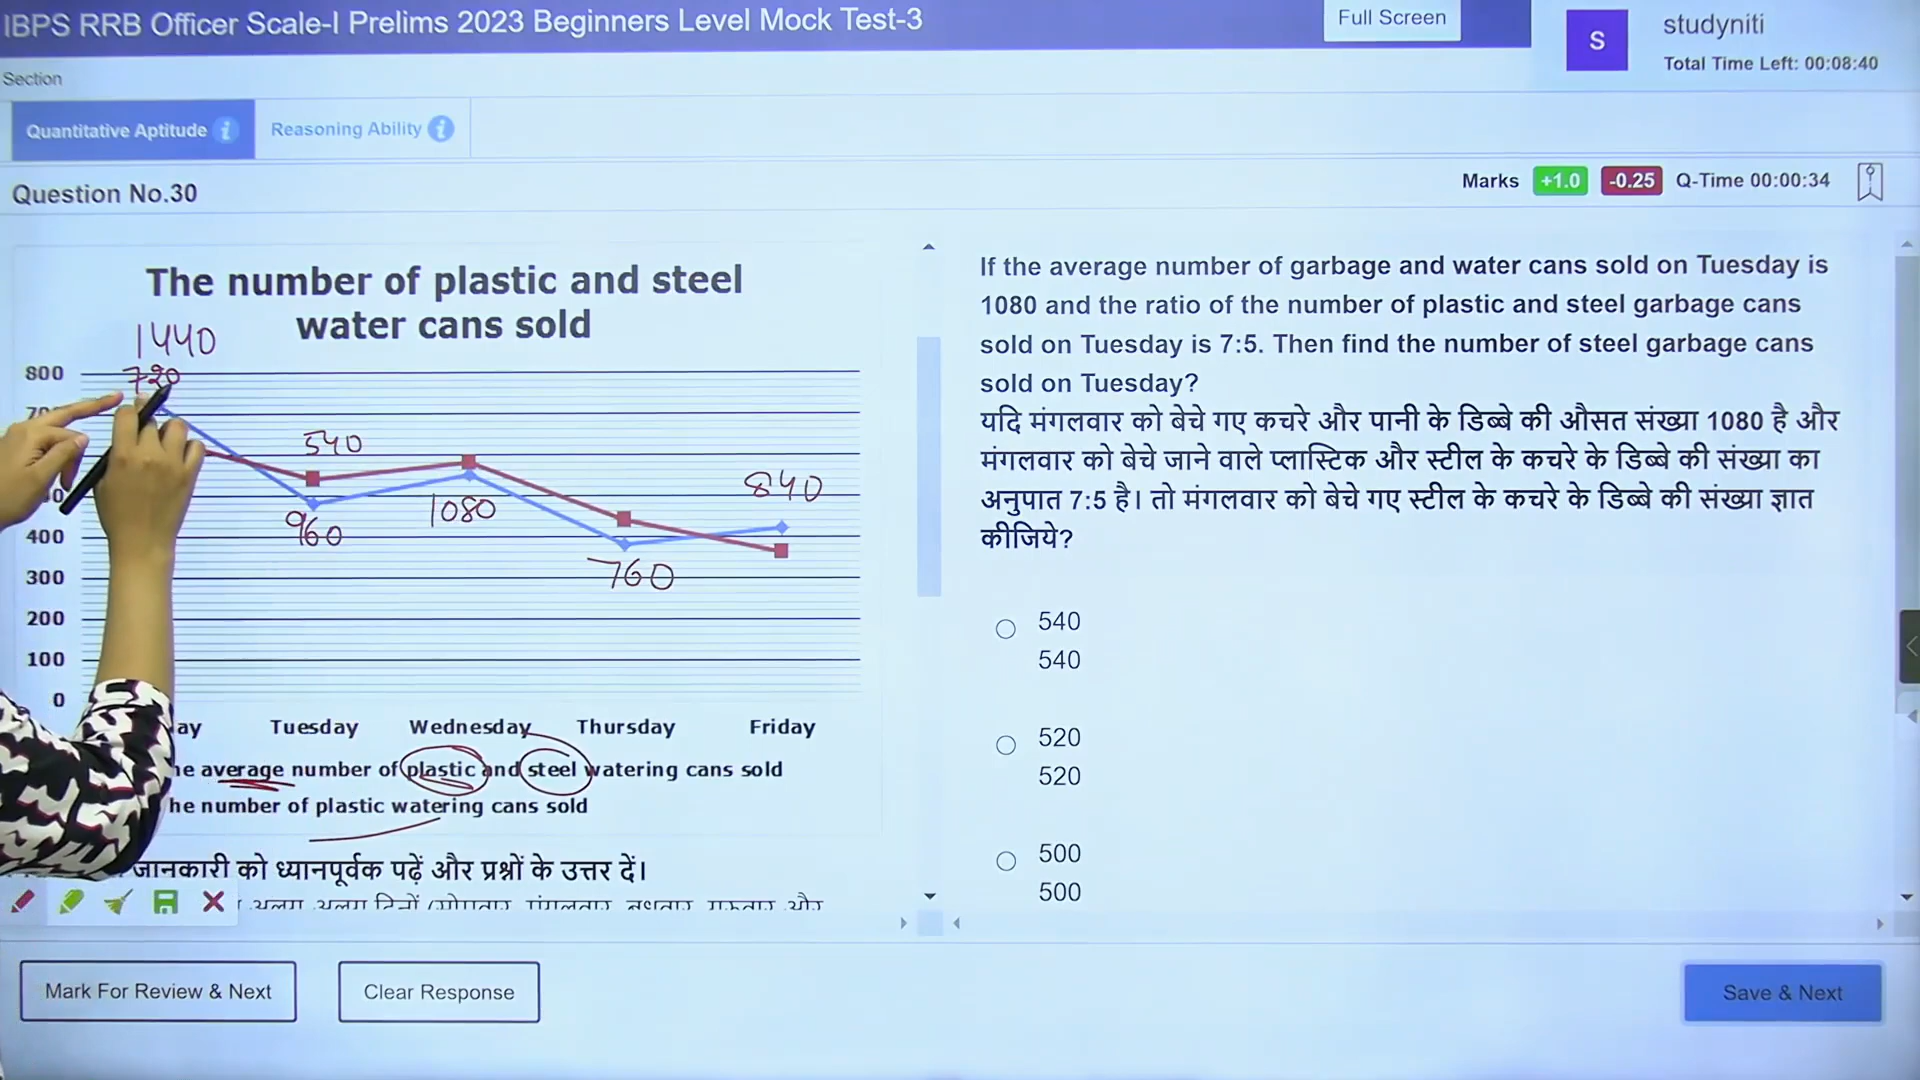 IBPS RRB Officer Scale-I Prelims 2023 Beginners Level Mock Test-3
Full Screen
S
studyniti
Total Time Left: 00:08:40
Section
Quantitative Aptitude i
Reasoning Ability i
Question No.30
Marks +1.0 -0.25 Q-Time 00:00:34
The number of plastic and steel
water cans sold
1440
720
800
540
960
1080
760
840
400
300
200
100
0
ay Tuesday Wednesday Thursday Friday
he average number of plastic and steel watering cans sold
he number of plastic watering cans sold
जानकारी को ध्यानपूर्वक पढ़ें और प्रश्नों के उत्तर दें।
If the average number of garbage and water cans sold on Tuesday is
1080 and the ratio of the number of plastic and steel garbage cans
sold on Tuesday is 7:5. Then find the number of steel garbage cans
sold on Tuesday?
यदि मंगलवार को बेचे गए कचरे और पानी के डिब्बे की औसत संख्या 1080 है और
मंगलवार को बेचे जाने वाले प्लास्टिक और स्टील के कचरे के डिब्बे की संख्या का
अनुपात 7:5 है। तो मंगलवार को बेचे गए स्टील के कचरे के डिब्बे की संख्या ज्ञात
कीजिये?
540
540
520
520
500
500
Mark For Review & Next
Clear Response
Save & Next